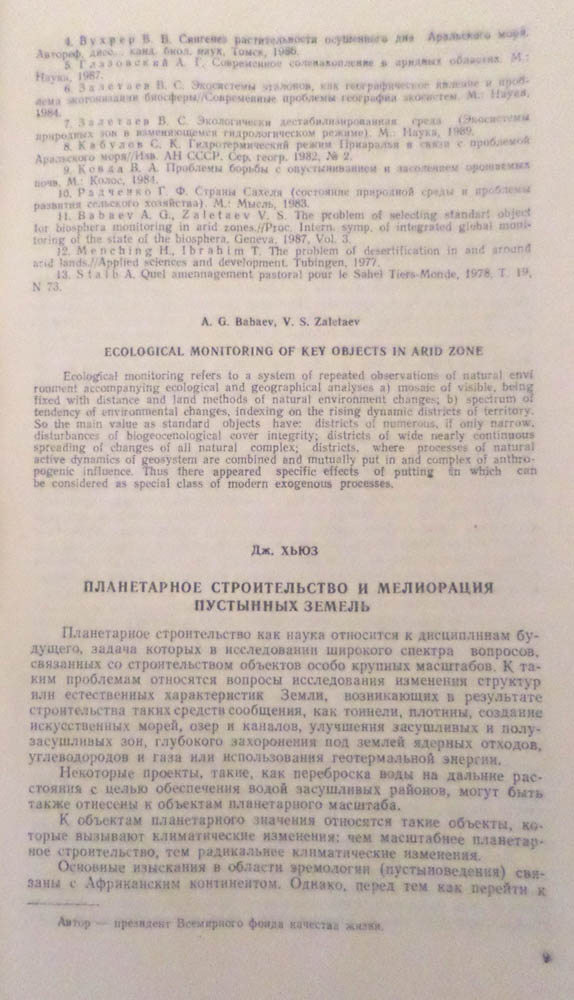 4. Бухрер В. В. Сингенез растительности осушенного дна Аральского моря.
Автореф. дисс... канд. биол. наук, Томск, 1986.
5. Глазовский А. Г. Современное соленакопление в аридных областях. М.:
Наука, 1987.
6. Залетаев В. С. Экосистемы эталонов, как географическое явление и проб-
лема экотонизации биосферы//Современные проблемы географии экосистем. М.: Наука,
1984.
7. Залетаев В. С. Экологически дестабилизированная среда (Экосистемы
природных зон в изменяющемся гидрологическом режиме). М.: Наука, 1989.
8. Кабулов С. К. Гидротермический режим Приаралья в связи с проблемой
Аральского моря//Изв. АН СССР. Сер. геогр. 1982, № 2.
9. Ковда В. А. Проблемы борьбы с опустыниванием и засолением орошаемых
почв. М.: Колос, 1984.
10. Радченко Г. Ф. Страны Сахеля (состояние природной среды и проблемы
развития сельского хозяйства). М.: Мысль, 1983.
11. Babaev A. G., Zaletaev V. S. The problem of selecting standart object
for biosphera monitoring in arid zones.//Proc. Intern. symp. of integrated global moni-
toring of the state of the biosphera. Geneva, 1987, Vol. 3.
12. Menching H., Ibrahim T. The problem of desertification in and around
arid lands.//Applied sciences and development. Tubingen, 1977.
13. Stalb A. Quel amennagement pastoral pour le Sahel Tiers-Monde, 1978, T. 19,
N 73.
A. G. Babaev, V. S. Zaletaev
ECOLOGICAL MONITORING OF KEY OBJECTS IN ARID ZONE
Ecological monitoring refers to a system of repeated observations of natural envi
ronment accompanying ecological and geographical analyses a) mosaic of visible, being
fixed with distance and land methods of natural environment changes; b) spectrum of
tendency of environmental changes, indexing on the rising dynamic districts of territory.
So the main value as standard objects have: districts of numerous, if only narrow,
disturbances of biogeocenological cover integrity; districts of wide nearly continuous
spreading of changes of all natural complex; districts, where processes of natural
active dynamics of geosystem are combined and mutually put in and complex of anthro-
pogenic influence. Thus there appeared specific effects of putting in which can
be considered as special class of modern exogenous processes.
Дж. ХЬЮЗ
ПЛАНЕТАРНОЕ СТРОИТЕЛЬСТВО И МЕЛИОРАЦИЯ
ПУСТЫННЫХ ЗЕМЕЛЬ
Планетарное строительство как наука относится к дисциплинам бу-
дущего, задача которых в исследовании широкого спектра вопросов,
связанных со строительством объектов особо крупных масштабов. К та-
ким проблемам относятся вопросы исследования изменения структур
или естественных характеристик Земли, возникающих в результате
строительства таких средств сообщения, как тоннели, плотины, создание
искусственных морей, озер и каналов, улучшения засушливых и полу-
засушливых зон, глубокого захоронения под землей ядерных отходов,
углеводородов и газа или использования геотермальной энергии.
Некоторые проекты, такие, как переброска воды на дальние рас-
стояния с целью обеспечения водой засушливых районов, могут быть
также отнесены к объектам планетарного масштаба.
К объектам планетарного значения относятся такие объекты, ко-
торые вызывают климатические изменения: чем масштабнее планетар-
ное строительство, тем радикальнее климатические изменения.
Основные изыскания в области эремологии (пустыноведения) свя-
заны с Африканским континентом. Однако, перед тем как перейти к
Автор — президент Всемирного фонда качества жизни.
9